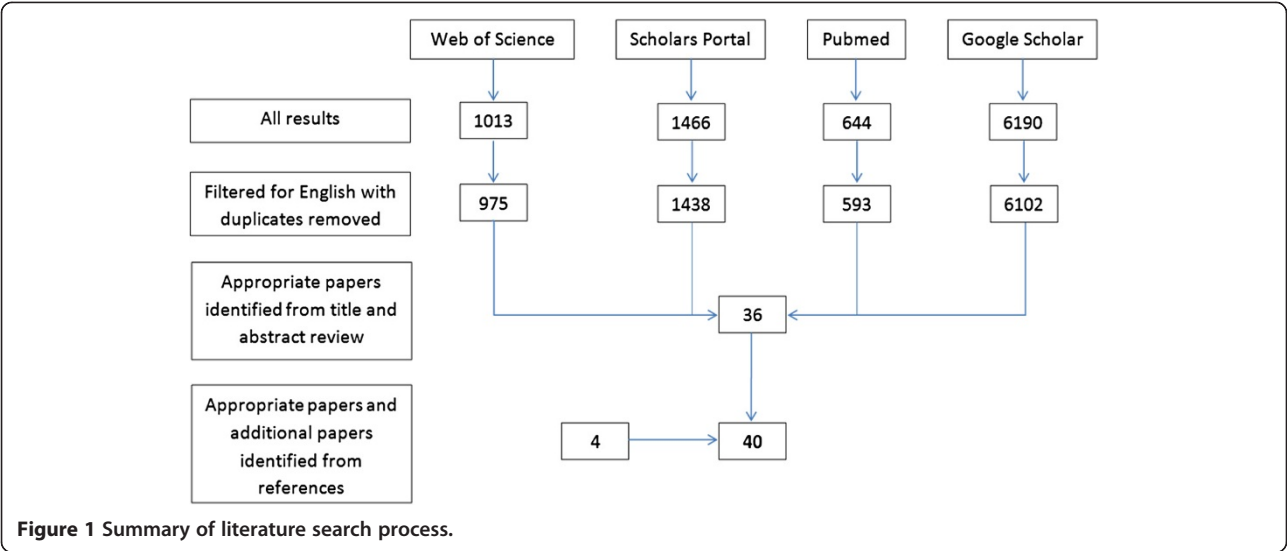 Web of Science
Scholars Portal
Pubmed
Google Scholar
All results
1013
1466
644
6190
Filtered for English with
duplicates removed
975
1438
593
6102
Appropriate papers
identified from title and
abstract review
36
Appropriate papers and
additional papers
identified from
references
4
40
Figure 1 Summary of literature search process.